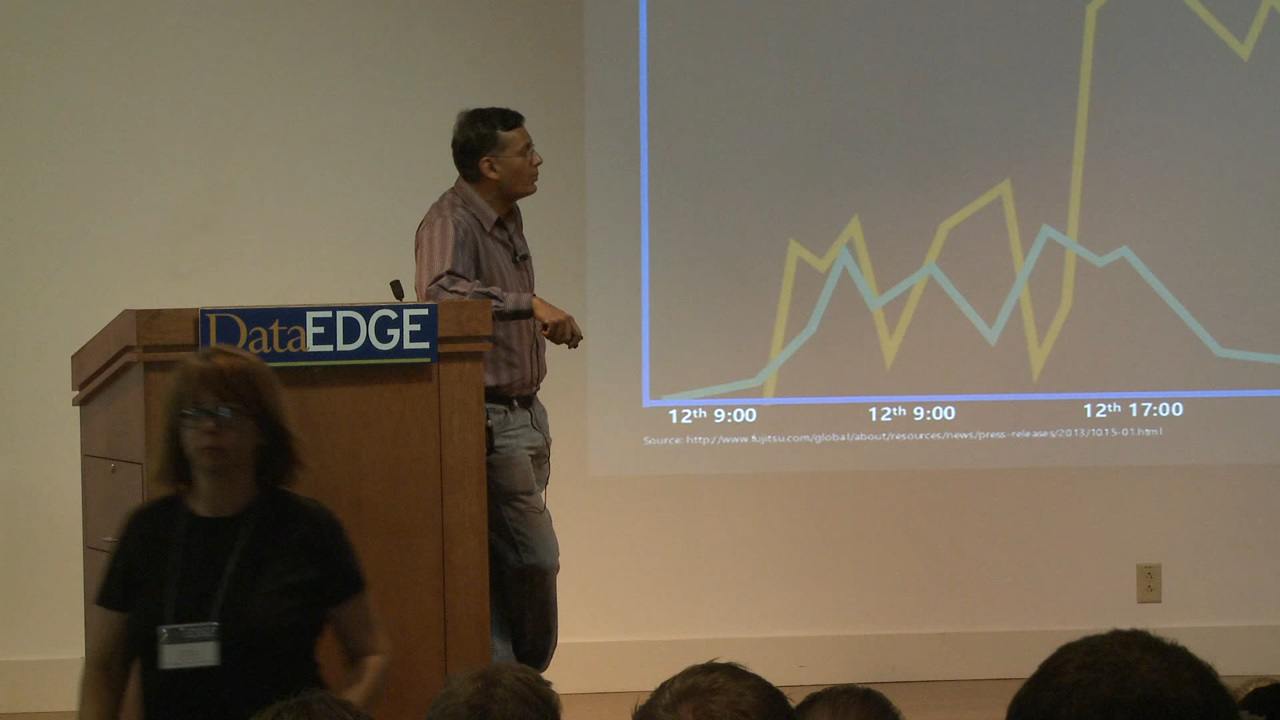 DataEDGE
12th 9:00
12th 9:00
12th 17:00
Source: http://www.fujitsu.com/global/about/resources/news/press-releases/2013/1015-01.html